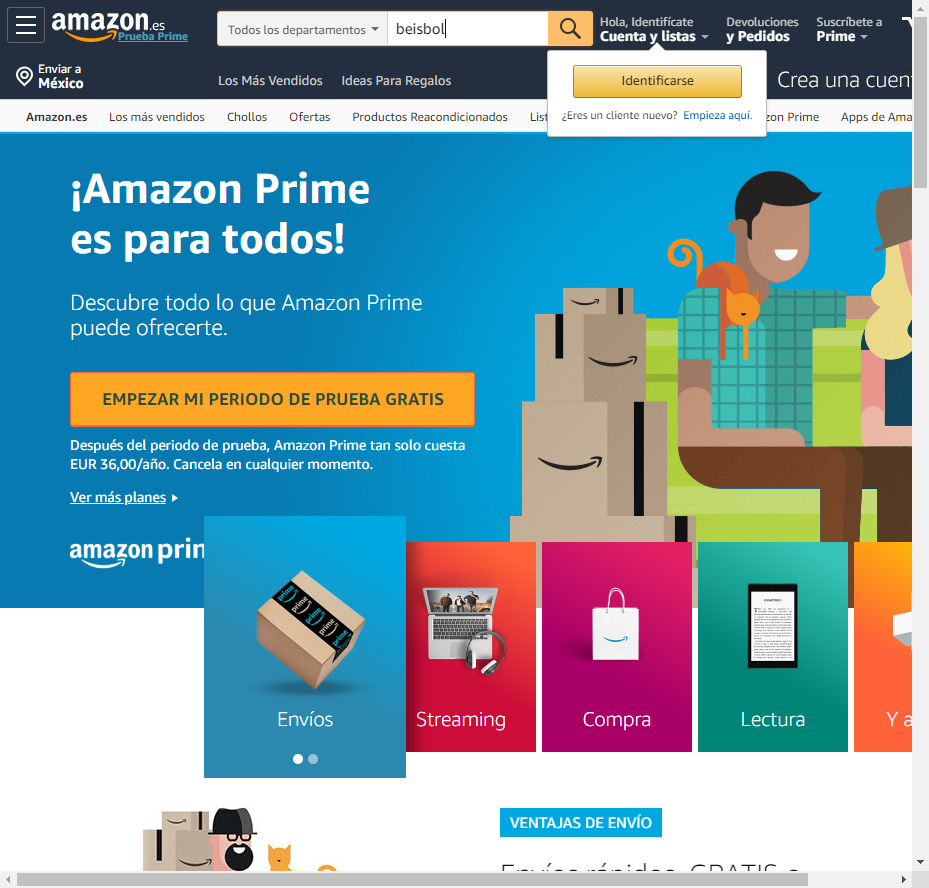 amazon.es
Prueba Prime
Todos los departamentos
beisbol
Hola, Identifícate
Cuenta y listas
Devoluciones
y Pedidos
Suscríbete a
Prime
Enviar a
México
Los Más Vendidos
Ideas Para Regalos
Identificarse
¿Eres un cliente nuevo? Empieza aquí.
Crea una cuent
Amazon.es
Los más vendidos
Chollos
Ofertas
Productos Reacondicionados
List
zon Prime
Apps de Ama
¡Amazon Prime
es para todos!
Descubre todo lo que Amazon Prime
puede ofrecerte.
EMPEZAR MI PERIODO DE PRUEBA GRATIS
Después del periodo de prueba, Amazon Prime tan solo cuesta
EUR 36,00/año. Cancela en cualquier momento.
Ver más planes
amazon prin
prime
prime
prime
prime
Envíos
Streaming
Compra
Lectura
Y a
VENTAJAS DE ENVÍO